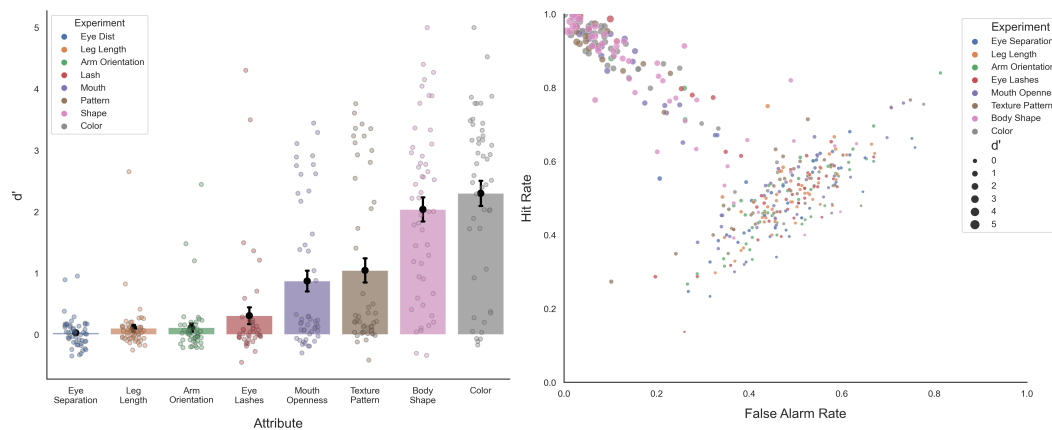 Experiment
Eye Dist
Leg Length
Arm Orientation
Lash
Mouth
Pattern
Shape
Color
5
4
3
2
1
0
d'
Eye
Separation
Leg
Length
Arm
Orientation
Eye
Lashes
Mouth
Openness
Texture
Pattern
Body
Shape
Color
Attribute
1.0
0.8
0.6
0.4
0.2
0.0
Hit Rate
0.0
0.2
0.4
0.6
0.8
1.0
False Alarm Rate
Experiment
Eye Separation
Leg Length
Arm Orientation
Eye Lashes
Mouth Openne
Texture Pattern
Body Shape
Color
d'
0
1
2
3
4
5